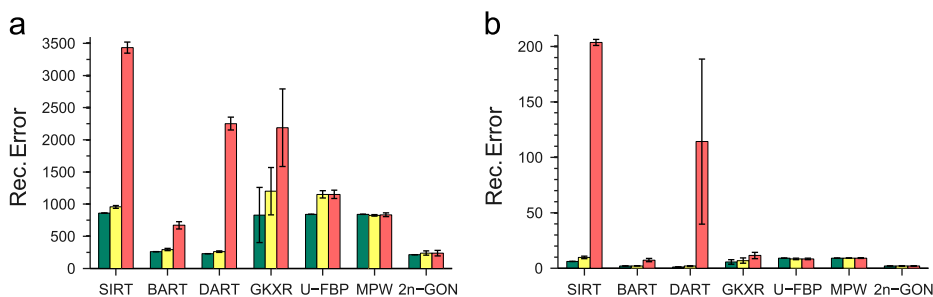 a
b
3500
3000
2500
2000
1500
1000
500
0
Rec. Error
SIRT BART DART GKXR U−FBP MPW 2n−GON
200
150
100
50
0
Rec. Error
SIRT BART DART GKXR U−FBP MPW 2n−GON